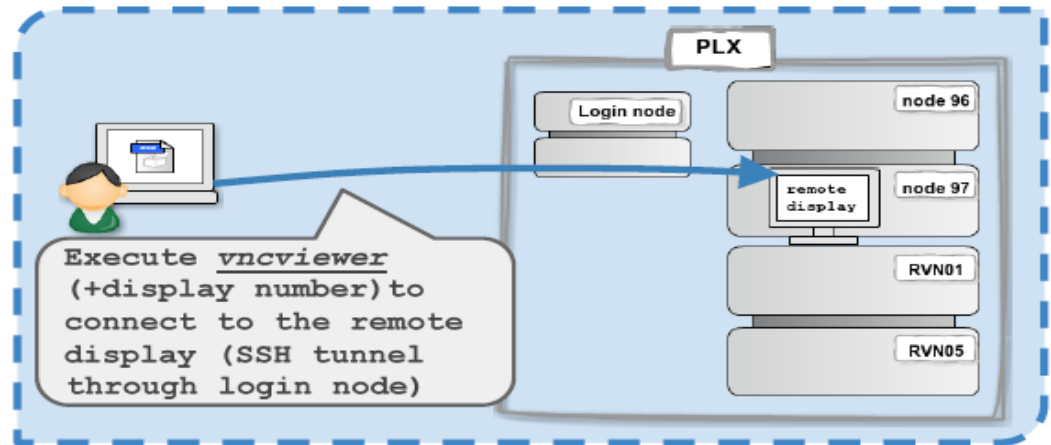 PLX
Login node
node 96
remote
display
node 97
RVN01
RVN05
Execute vncviewer
(+display number)to
connect to the remote
display (SSH tunnel
through login node)